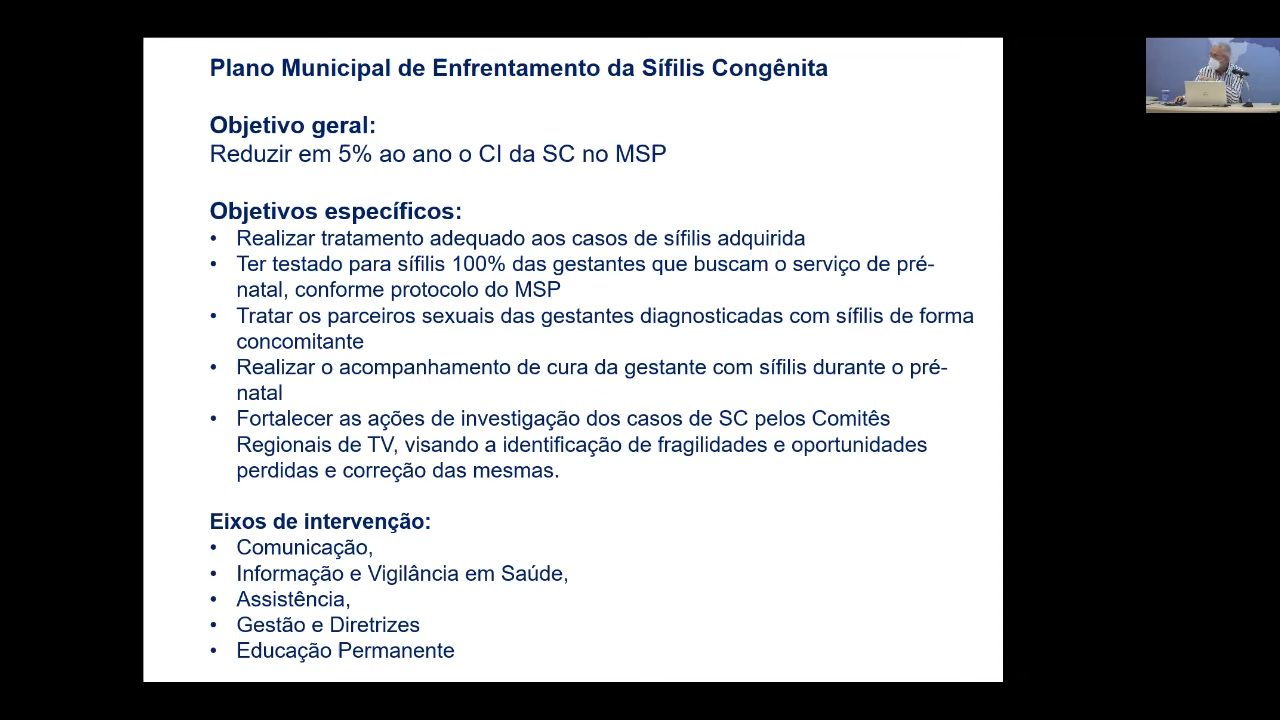 Plano Municipal de Enfrentamento da Sífilis Congênita
Objetivo geral:
Reduzir em 5% ao ano o CI da SC no MSP
Objetivos específicos:
• Realizar tratamento adequado aos casos de sífilis adquirida
• Ter testado para sífilis 100% das gestantes que buscam o serviço de pré-
natal, conforme protocolo do MSP
• Tratar os parceiros sexuais das gestantes diagnosticadas com sífilis de forma
concomitante
• Realizar o acompanhamento de cura da gestante com sífilis durante o pré-
natal
• Fortalecer as ações de investigação dos casos de SC pelos Comitês
Regionais de TV, visando a identificação de fragilidades e oportunidades
perdidas e correção das mesmas.
Eixos de intervenção:
• Comunicação,
• Informação e Vigilância em Saúde,
• Assistência,
• Gestão e Diretrizes
• Educação Permanente